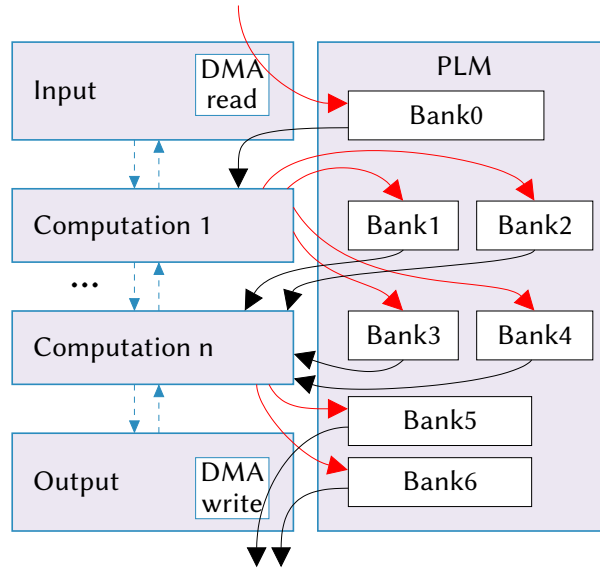 Input
DMA
read
PLM
Bank0
Computation 1
Bank1
Bank2
...
Computation n
Bank3
Bank4
Bank5
Output
DMA
write
Bank6